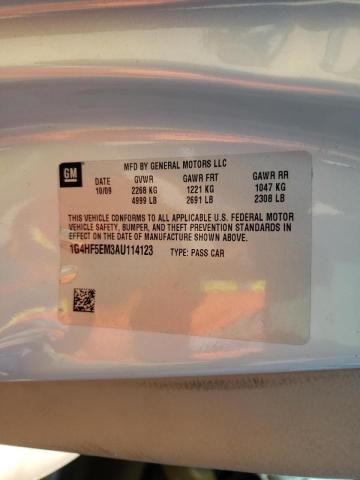 GM
MFD BY GENERAL MOTORS LLC
DATE GVWR GAWR FRT GAWR RR
10/09 2268 KG 1221 KG 1047 KG
4999 LB 2691 LB 2308 LB
THIS VEHICLE CONFORMS TO ALL APPLICABLE U.S. FEDERAL MOTOR
VEHICLE SAFETY, BUMPER, AND THEFT PREVENTION STANDARDS IN
EFFECT ON THE DATE OF MANUFACTURE SHOWN ABOVE.
1G4HF5EM3AU114123 TYPE: PASS CAR